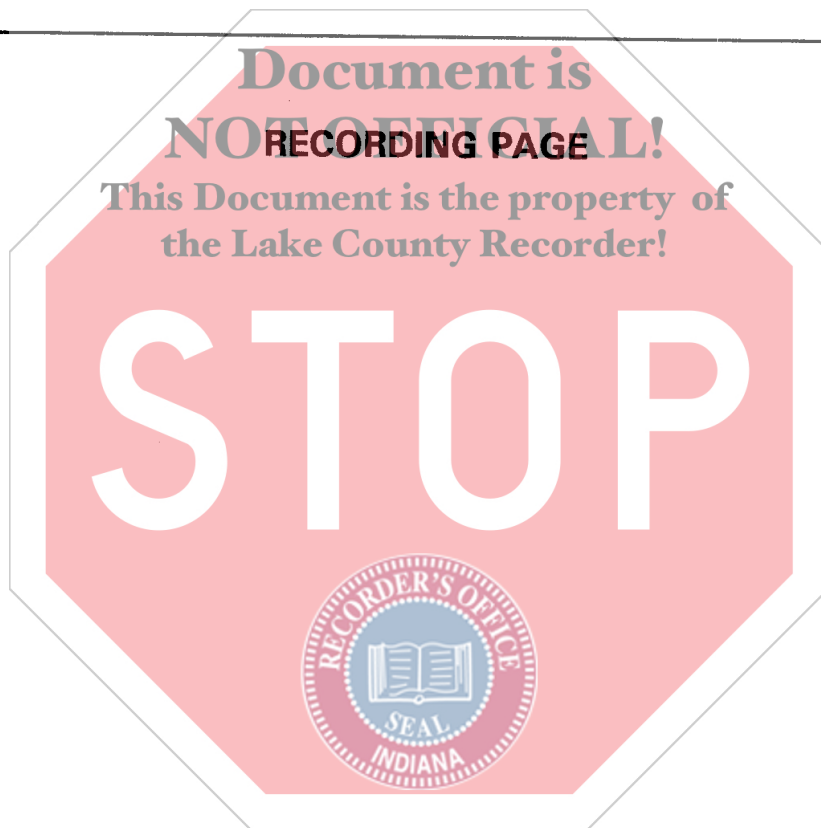 Document is
NOT OFFICIAL!
RECORDING PAGE
This Document is the property of
the Lake County Recorder!
STOP
RECORDER'S OFFICE
SEAL
INDIANA